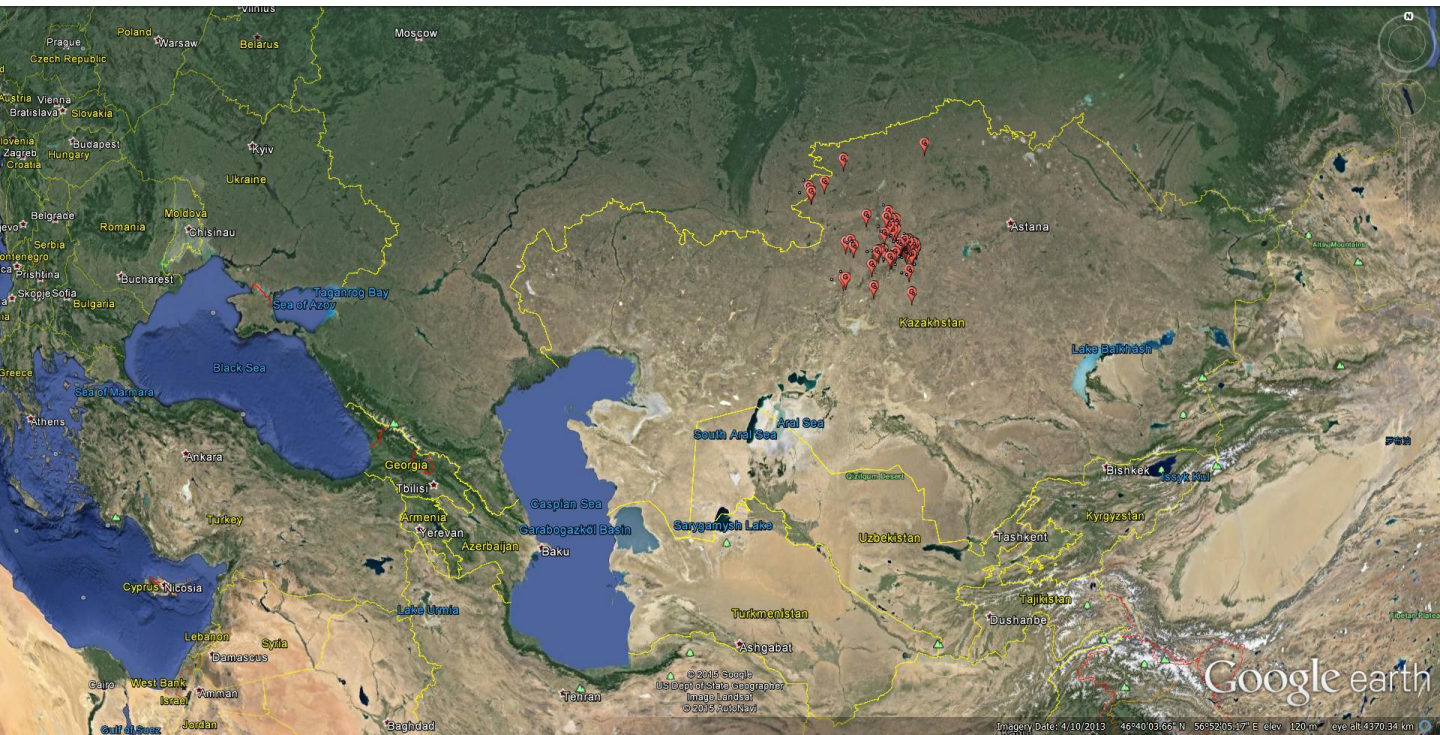 Vilnius
Poland
Moscow
Prague
Warsaw
Belarus
Czech Republic
Austria
Vienna
Bratislava
Slovakia
Budapest
Kyiv
Zagreb
Hungary
Croatia
Ukraine
Moldova
Belgrade
Chisinau
Astana
Romania
Serbia
Altay Mountains
Prishtina
Bucharest
Skopje
Sofia
Taganrog Bay
Bulgaria
Sea of Azov
Kazakhstan
Lake Balkhash
Black Sea
Greece
Sea of Marmara
Athens
Aral Sea
South Aral Sea
Ankara
Georgia
Bishkek
Issyk Kul
Qizilqum Desert
Tbilisi
Caspian Sea
Armenia
Kyrgyzstan
Turkey
Sarygamysh Lake
Garabogazköl Basin
Yerevan
Uzbekistan
Tashkent
Azerbaijan
Baku
Cyprus
Nicosia
Tajikistan
Lake Urmia
Turkmenistan
Dushanbe
Lebanon
Syria
Ashgabat
Damascus
© 2015 Google
US Dept of State Geographer
Image Landsat
© 2015 AutoNavi
Google earth
Cairo
West Bank
Israel
Amman
Tehran
Jordan
Baghdad
Gulf of Suez
Imagery Date: 4/10/2013 46°40'03.66" N 56°52'05.17" E elev 120 m eye alt 4370.34 km
N